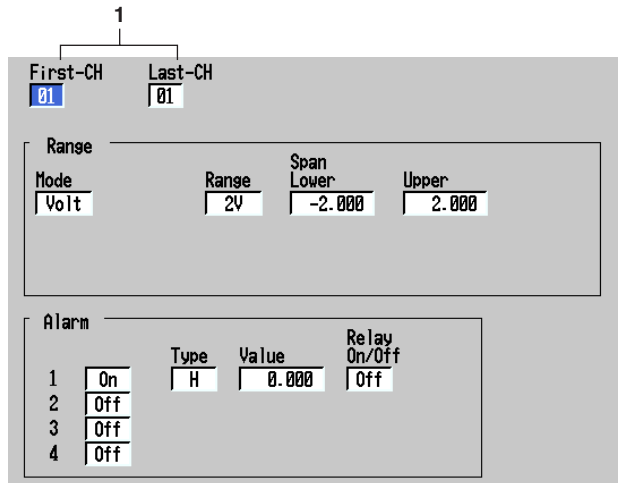 1
First-CH Last-CH
01 01
Range
Span
Mode Range Lower Upper
Volt 2V -2.000 2.000
Alarm
Relay
Type Value On/Off
1 On H 0.000 Off
2 Off
3 Off
4 Off